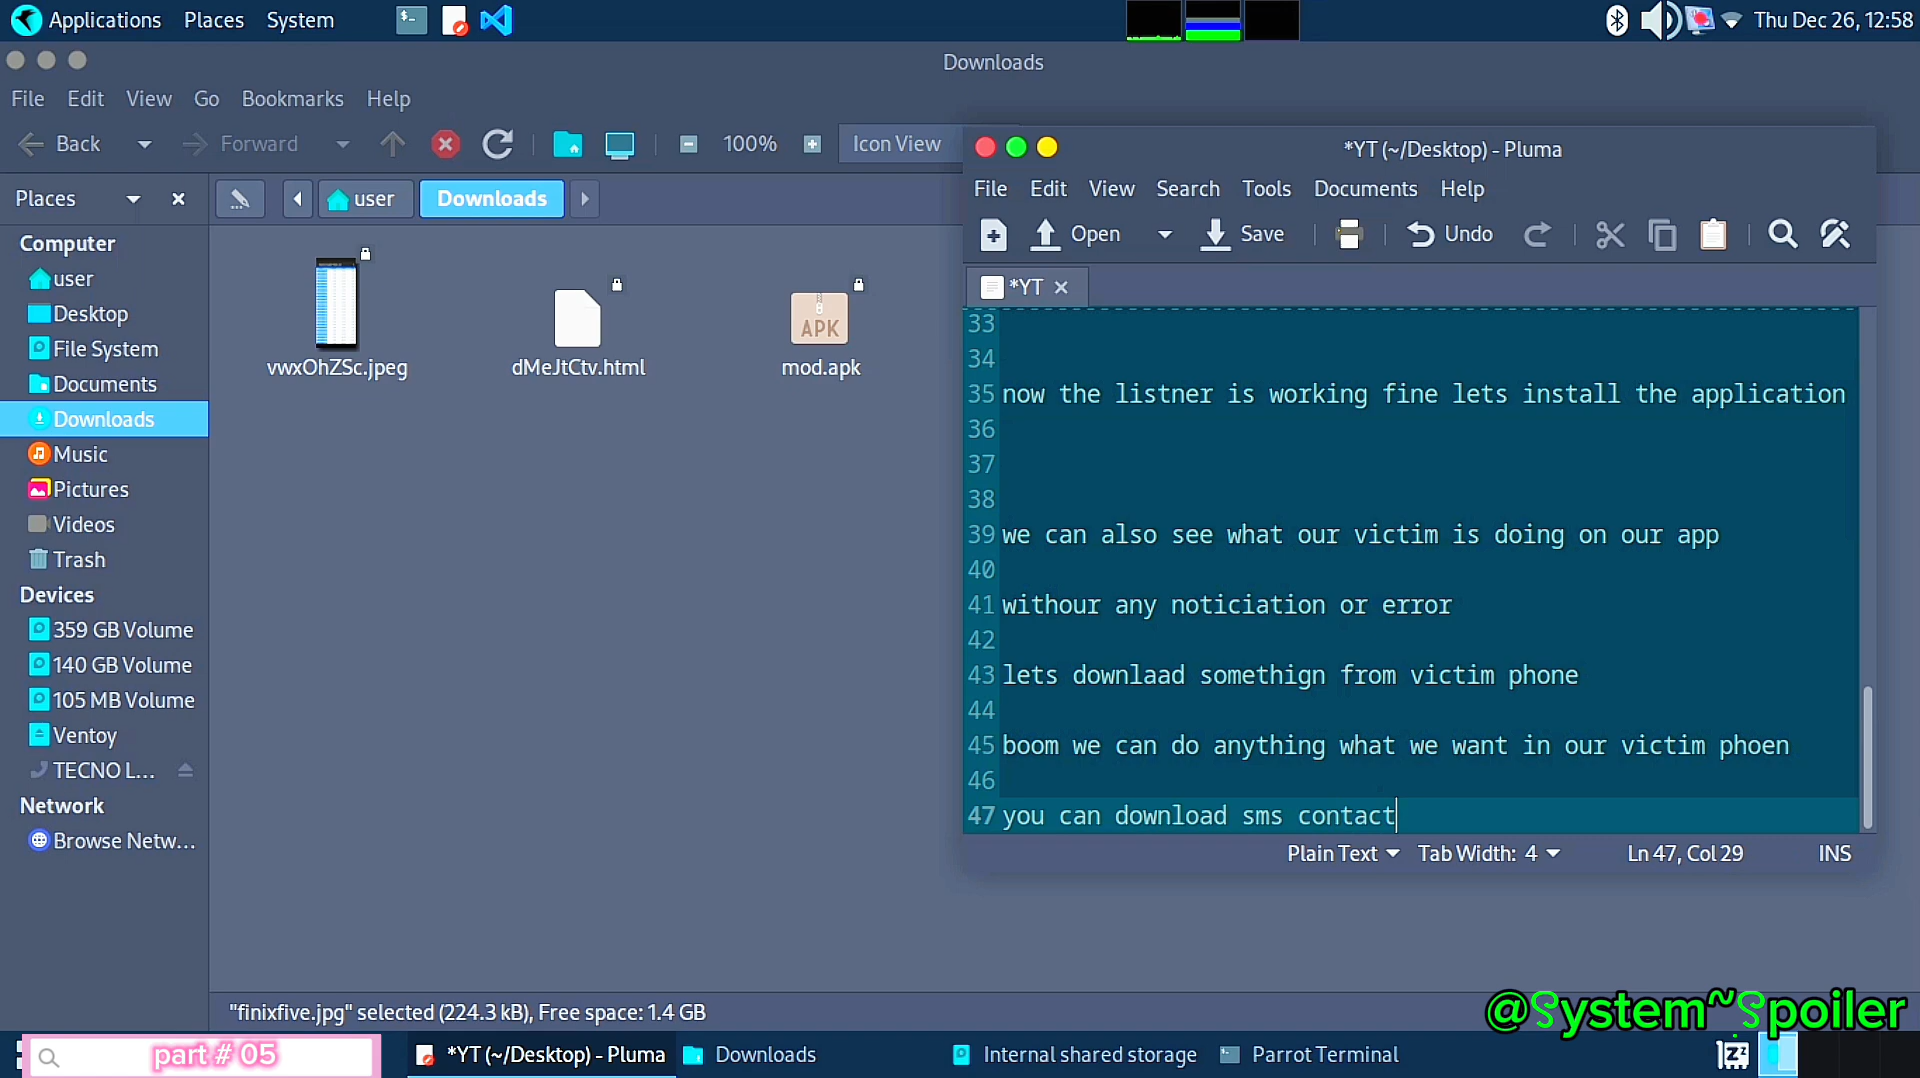 Applications Places System
Thu Dec 26, 12:58
Downloads
File Edit View Go Bookmarks Help
Back Forward 100% Icon View
*YT (~/Desktop) - Pluma
File Edit View Search Tools Documents Help
Open Save Undo
*YT
Places
user Downloads
Computer
user
Desktop
File System
Documents
Downloads
Music
Pictures
Videos
Trash
Devices
359 GB Volume
140 GB Volume
105 MB Volume
Ventoy
TECNO L...
Network
Browse Netw...
vwxOhZSc.jpeg
dMeJtCtv.html
APK
mod.apk
33
34
35 now the listner is working fine lets install the application
36
37
38
39 we can also see what our victim is doing on our app
40
41 withour any noticiation or error
42
43 lets downlaad somethign from victim phone
44
45 boom we can do anything what we want in our victim phoen
46
47 you can download sms contact
Plain Text Tab Width: 4 Ln 47, Col 29 INS
"finixfive.jpg" selected (224.3 kB), Free space: 1.4 GB
@System~Spoiler
part # 05
*YT (~/Desktop) - Pluma
Downloads
Internal shared storage
Parrot Terminal